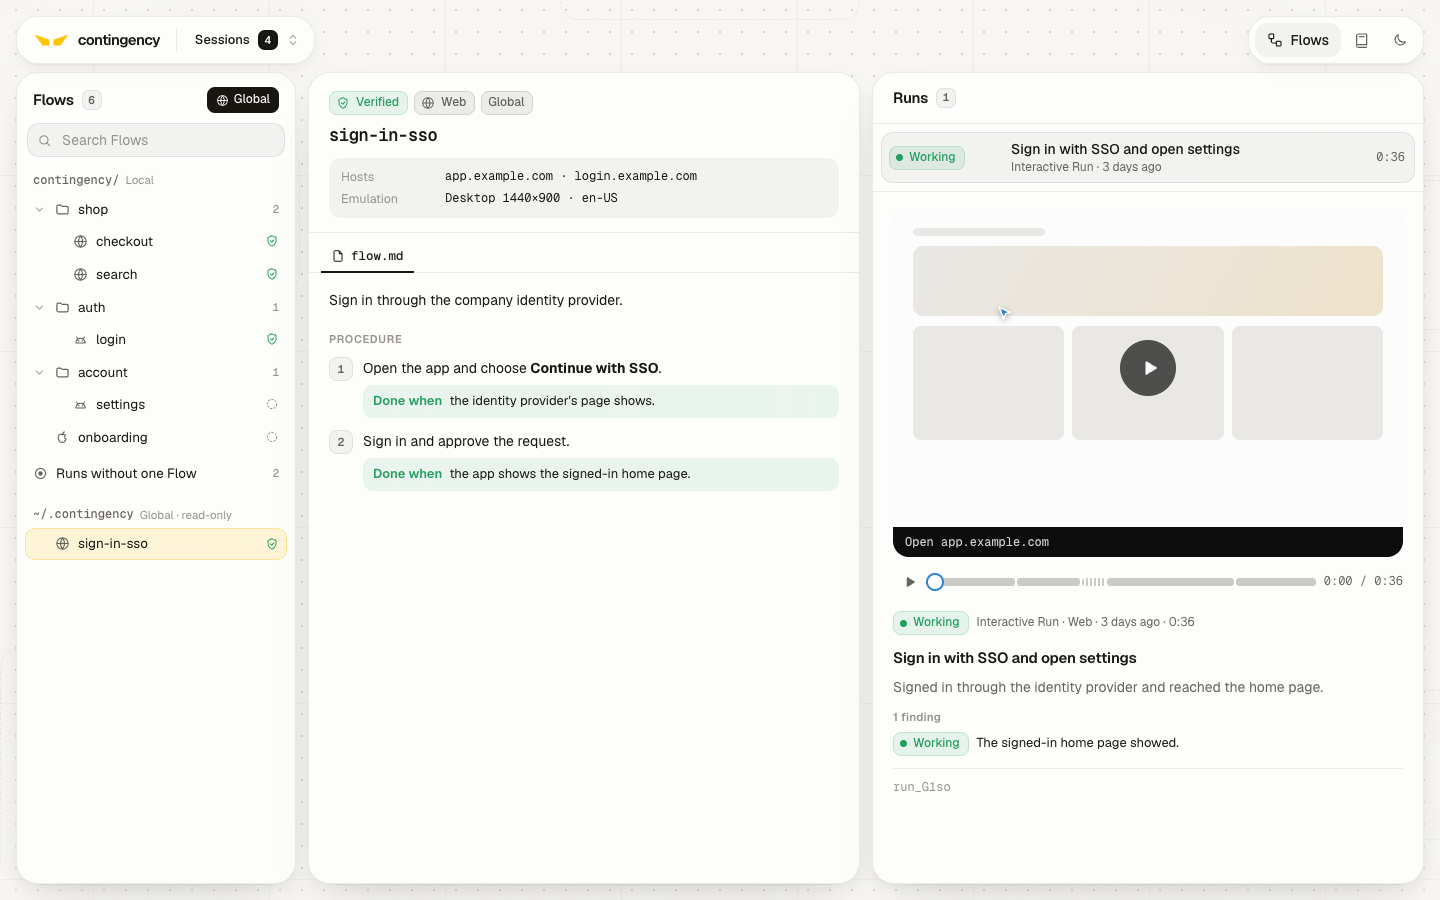 contingency
Sessions 4
Flows
Flows 6
Global
Search Flows
contingency/ Local
shop 2
checkout
search
auth 1
login
account 1
settings
onboarding
Runs without one Flow 2
~/.contingency Global · read-only
sign-in-sso
Verified Web Global
sign-in-sso
Hosts app.example.com · login.example.com
Emulation Desktop 1440×900 · en-US
flow.md
Sign in through the company identity provider.
PROCEDURE
1 Open the app and choose Continue with SSO.
Done when the identity provider's page shows.
2 Sign in and approve the request.
Done when the app shows the signed-in home page.
Runs 1
Working Sign in with SSO and open settings 0:36
Interactive Run · 3 days ago
Open app.example.com
0:00 / 0:36
Working Interactive Run · Web · 3 days ago · 0:36
Sign in with SSO and open settings
Signed in through the identity provider and reached the home page.
1 finding
Working The signed-in home page showed.
run_G1so